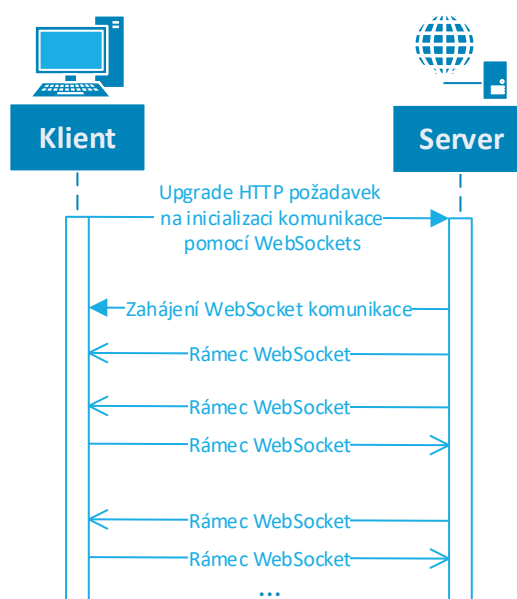 Klient
Server
Upgrade HTTP požadavek
na inicializaci komunikace
pomocí WebSockets
Zahájení WebSocket komunikace
Rámec WebSocket
Rámec WebSocket
Rámec WebSocket
Rámec WebSocket
Rámec WebSocket
...